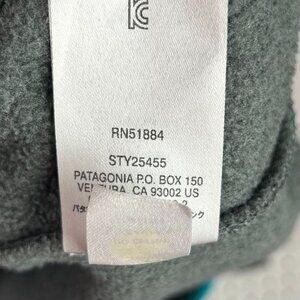 RN51884
STY25455
PATAGONIA P.O. BOX 150
VENTURA, CA 93002 US